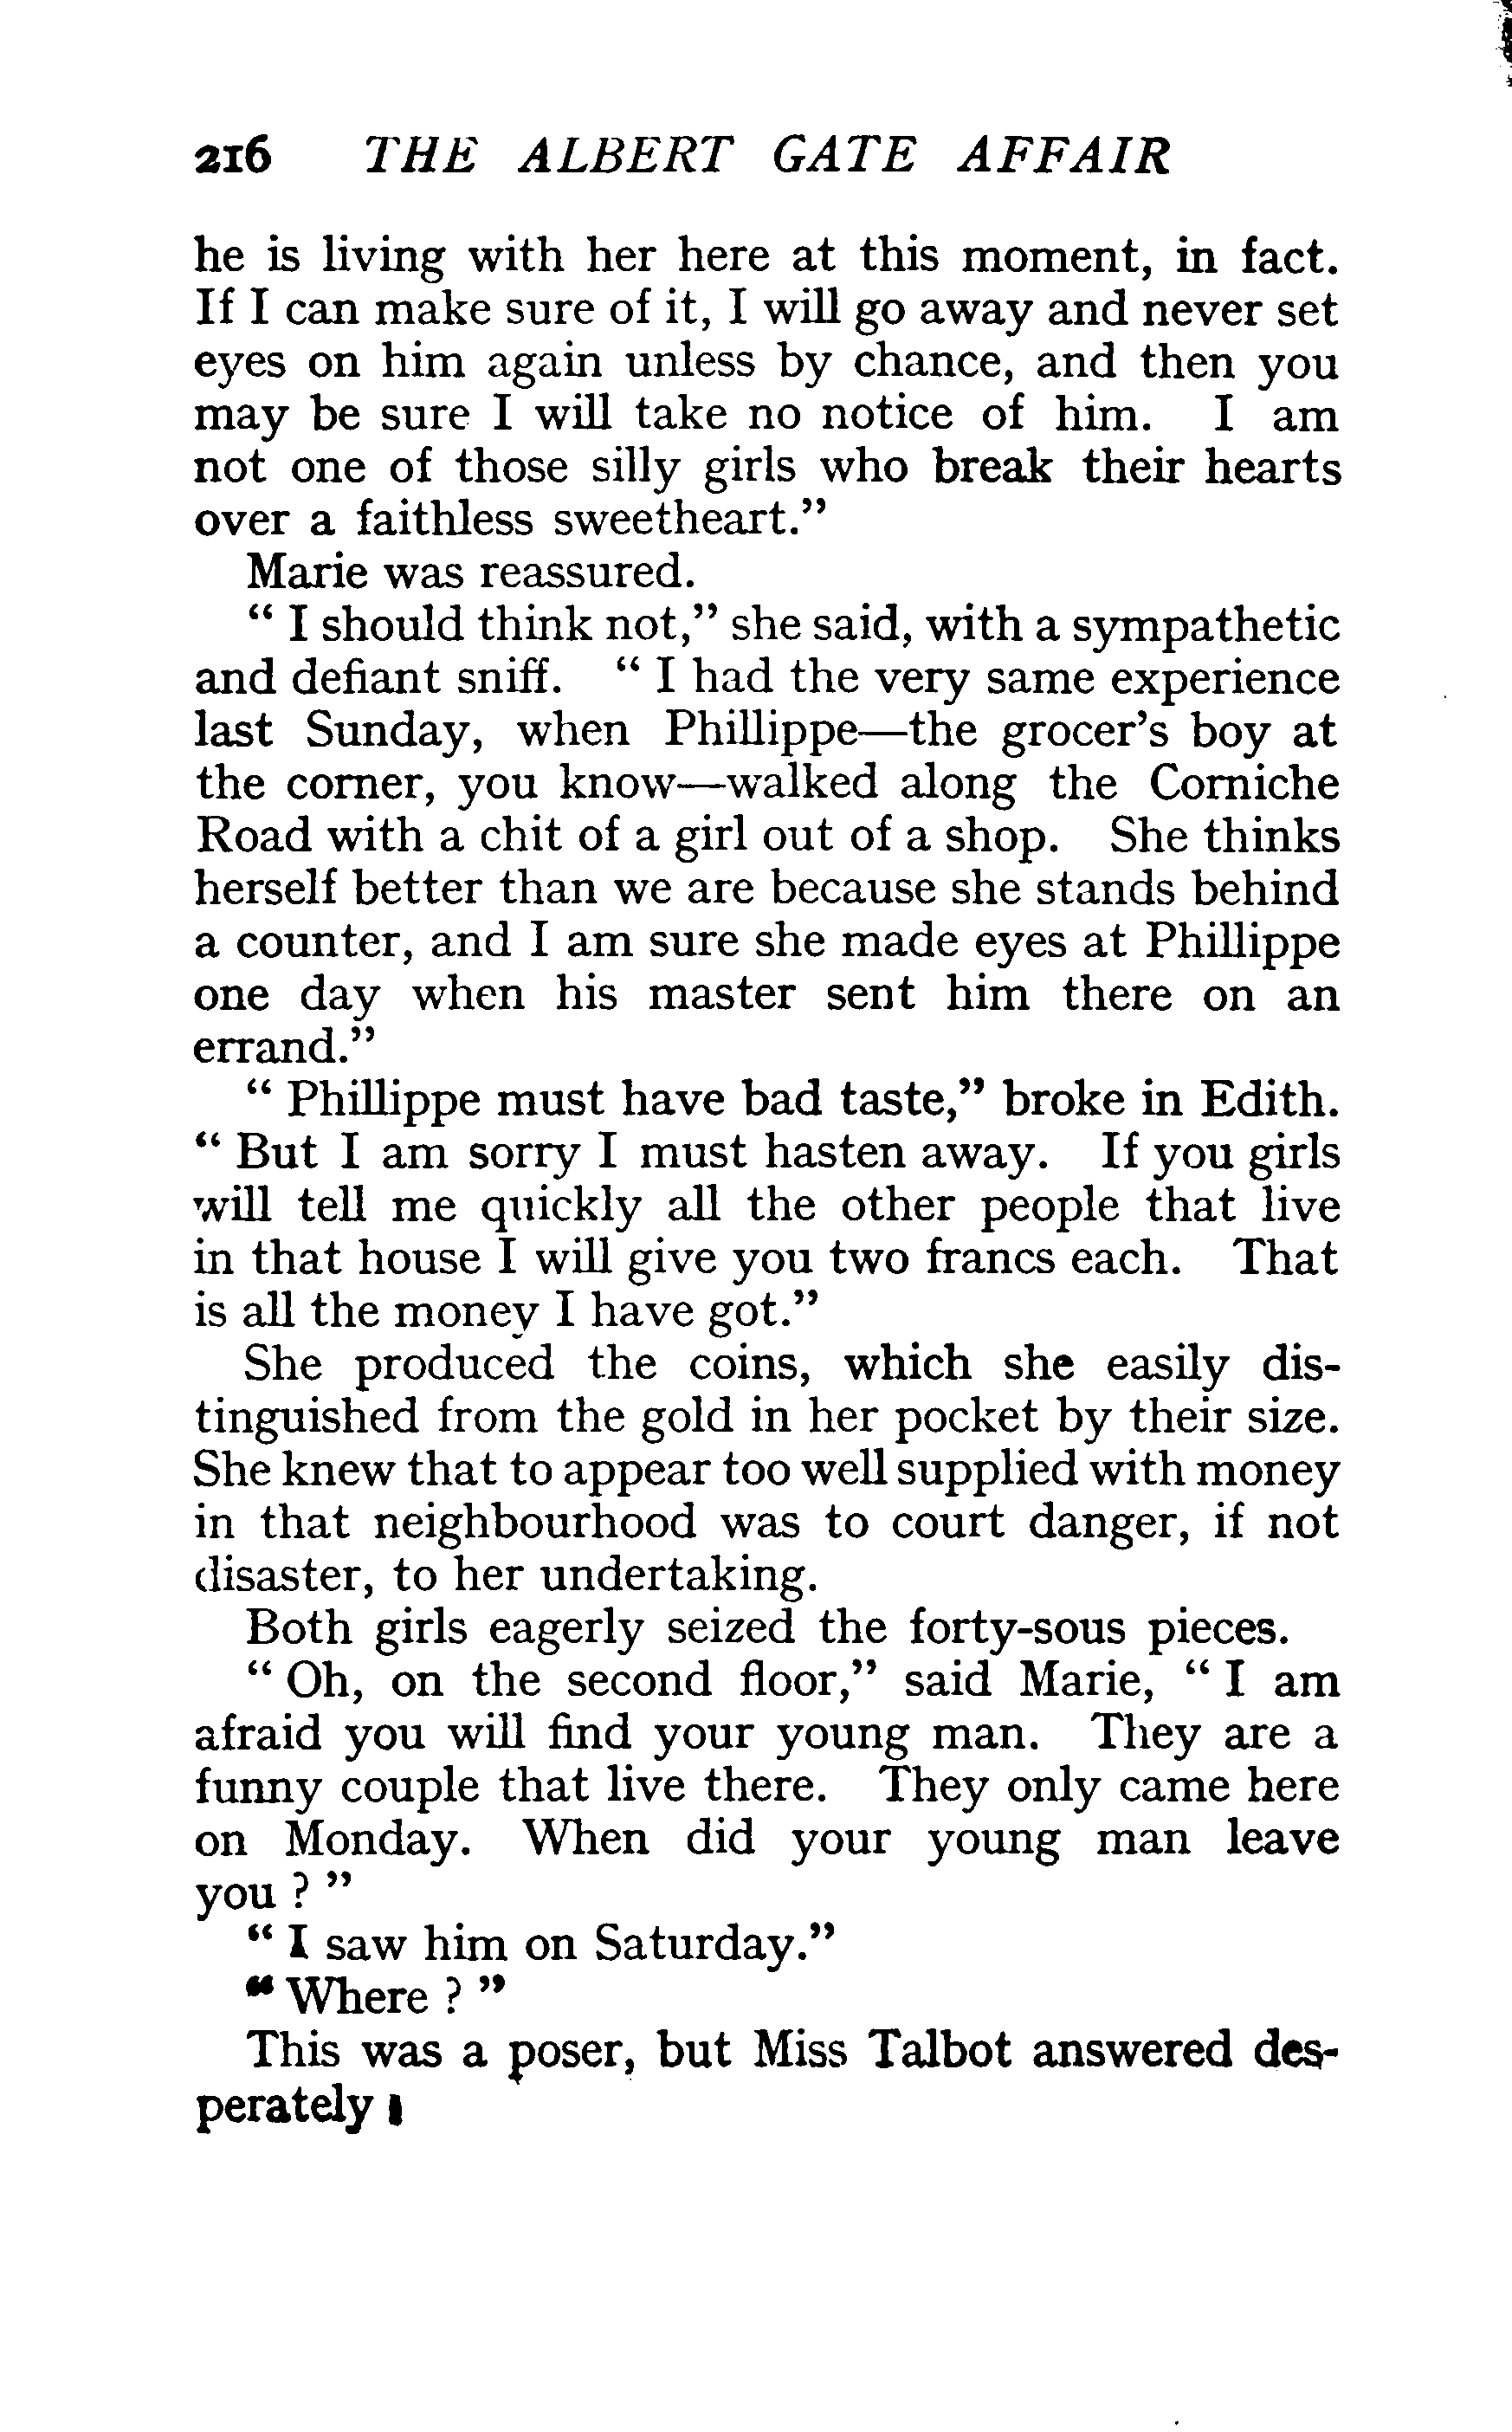 216 THE ALBERT GATE AFFAIR
he is living with her here at this moment, in fact.
If I can make sure of it, I will go away and never set
eyes on him again unless by chance, and then you
may be sure I will take no notice of him. I am
not one of those silly girls who break their hearts
over a faithless sweetheart."
Marie was reassured.
" I should think not," she said, with a sympathetic
and defiant sniff. " I had the very same experience
last Sunday, when Phillippe—the grocer's boy at
the corner, you know—walked along the Corniche
Road with a chit of a girl out of a shop. She thinks
herself better than we are because she stands behind
a counter, and I am sure she made eyes at Phillippe
one day when his master sent him there on an
errand."
" Phillippe must have bad taste," broke in Edith.
" But I am sorry I must hasten away. If you girls
will tell me quickly all the other people that live
in that house I will give you two francs each. That
is all the money I have got."
She produced the coins, which she easily dis-
tinguished from the gold in her pocket by their size.
She knew that to appear too well supplied with money
in that neighbourhood was to court danger, if not
disaster, to her undertaking.
Both girls eagerly seized the forty-sous pieces.
" Oh, on the second floor," said Marie, " I am
afraid you will find your young man. They are a
funny couple that live there. They only came here
on Monday. When did your young man leave
you ? "
" I saw him on Saturday."
" Where ? "
This was a poser, but Miss Talbot answered des-
perately :